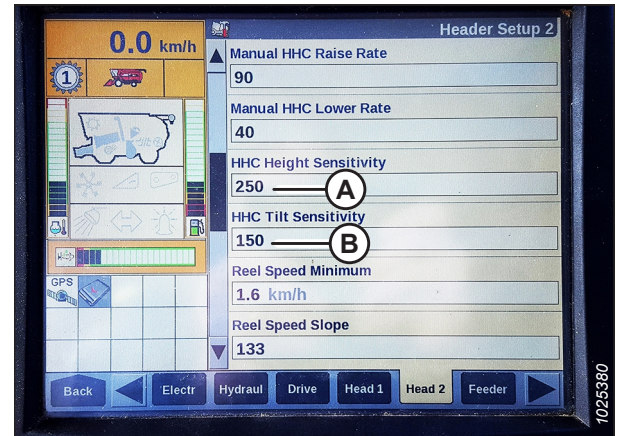 0.0 km/h
1
GPS
Header Setup 2
Manual HHC Raise Rate
90
Manual HHC Lower Rate
40
HHC Height Sensitivity
250
A
HHC Tilt Sensitivity
150
B
Reel Speed Minimum
1.6 km/h
Reel Speed Slope
133
Back
Electr
Hydraul
Drive
Head 1
Head 2
Feeder
1025380